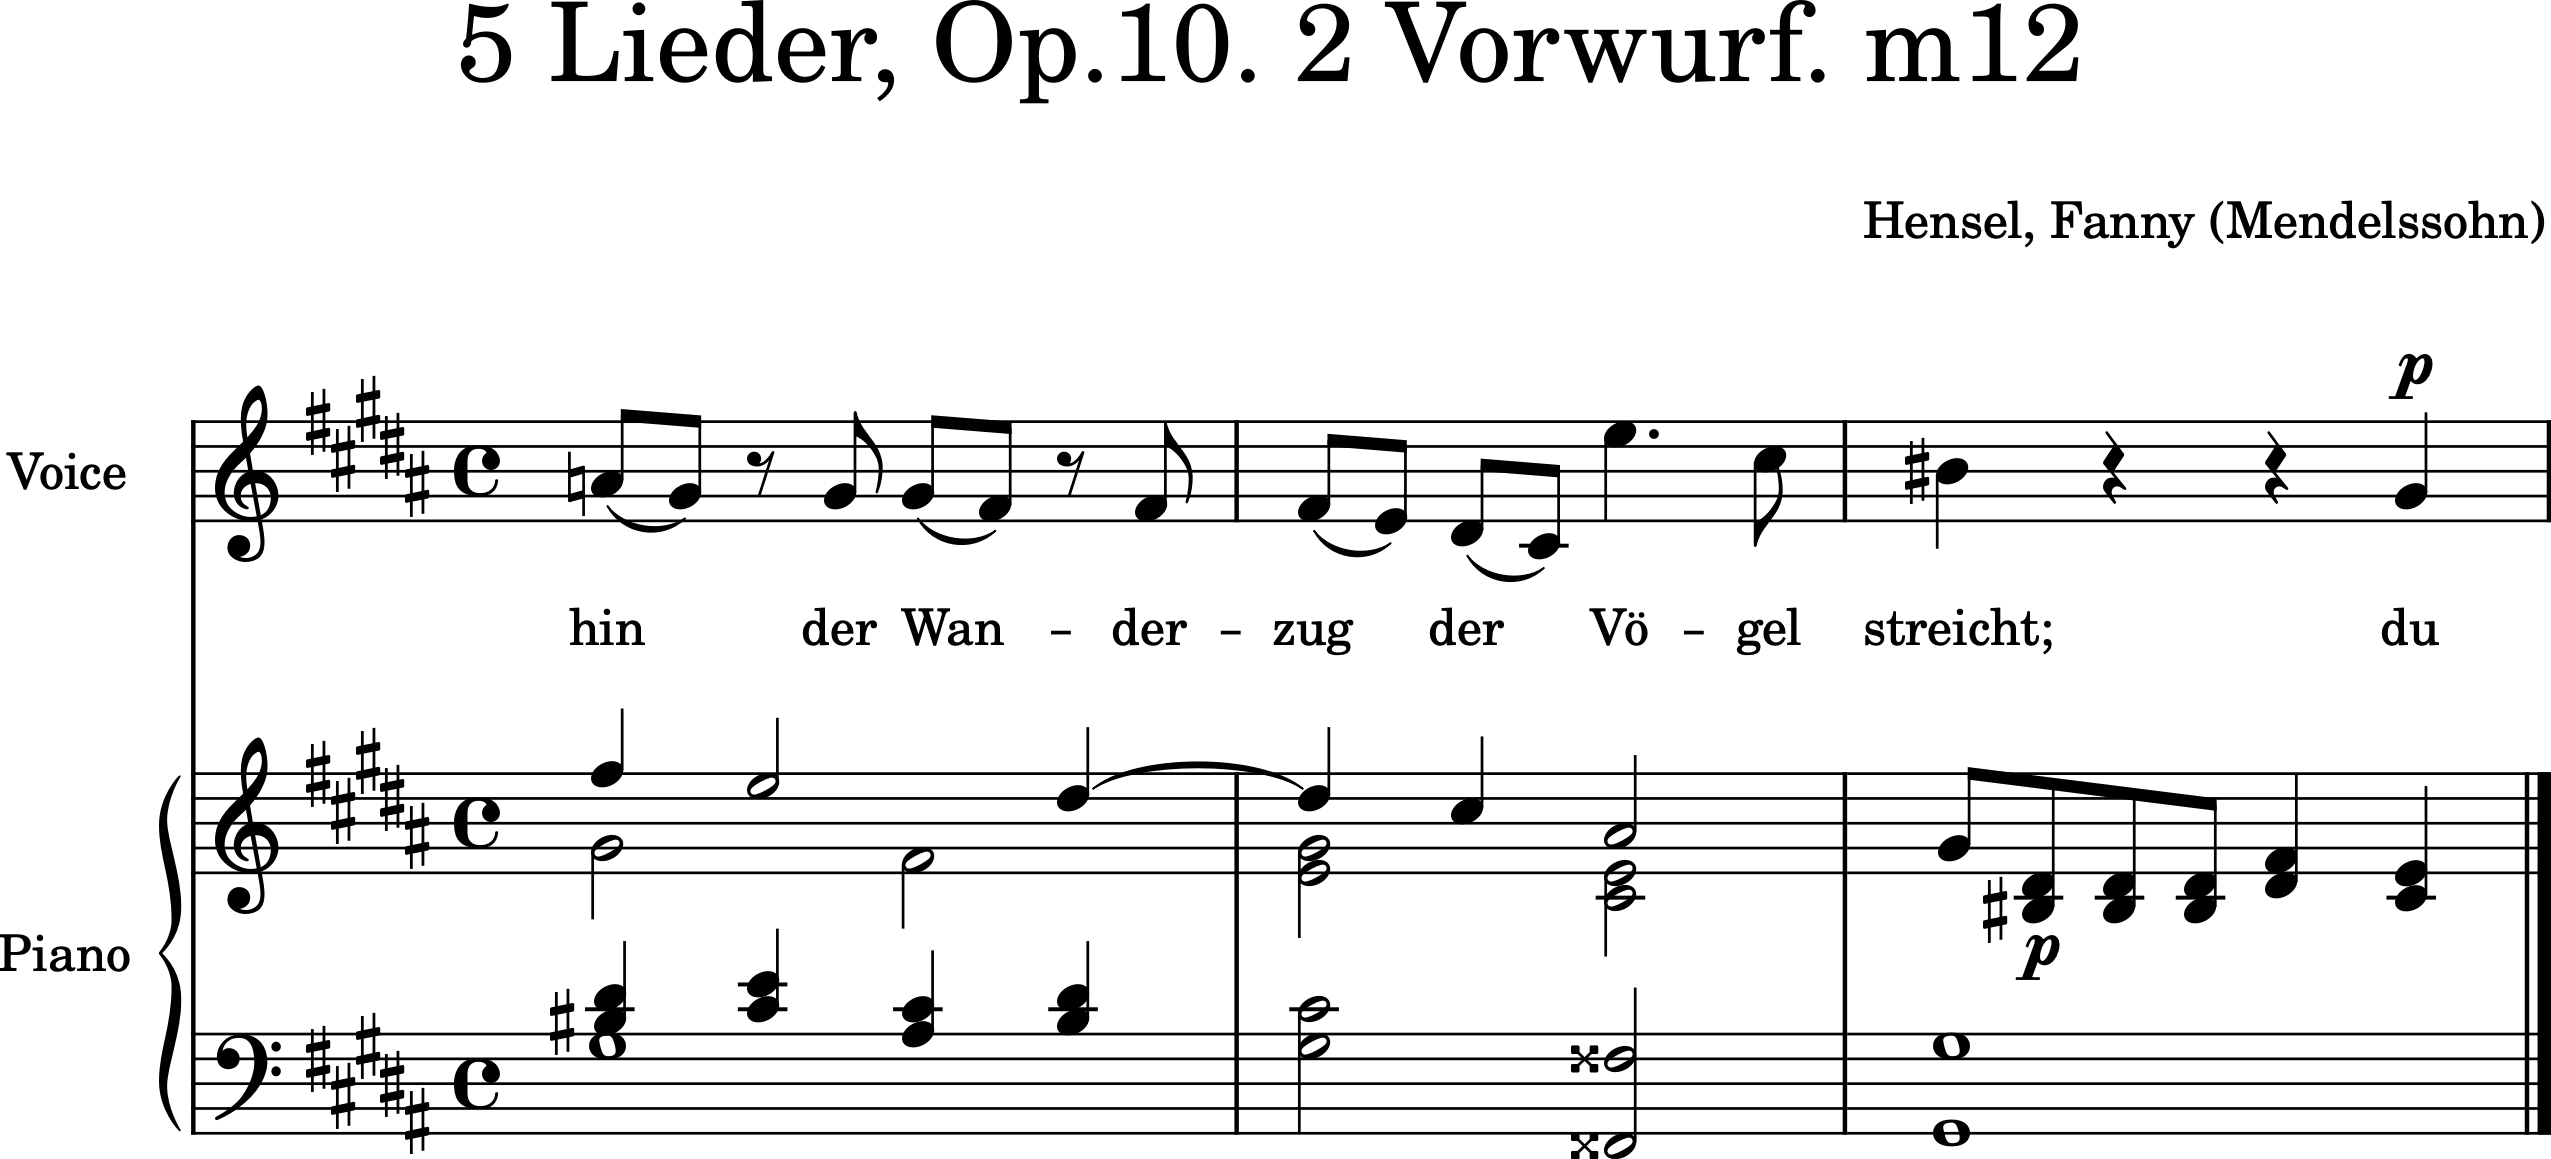 5 Lieder, Op.10. 2 Vorwurf. m12
Hensel, Fanny (Mendelssohn)
p
Voice
hin der Wan - der - zug der Vö - gel streicht; du
Piano
p